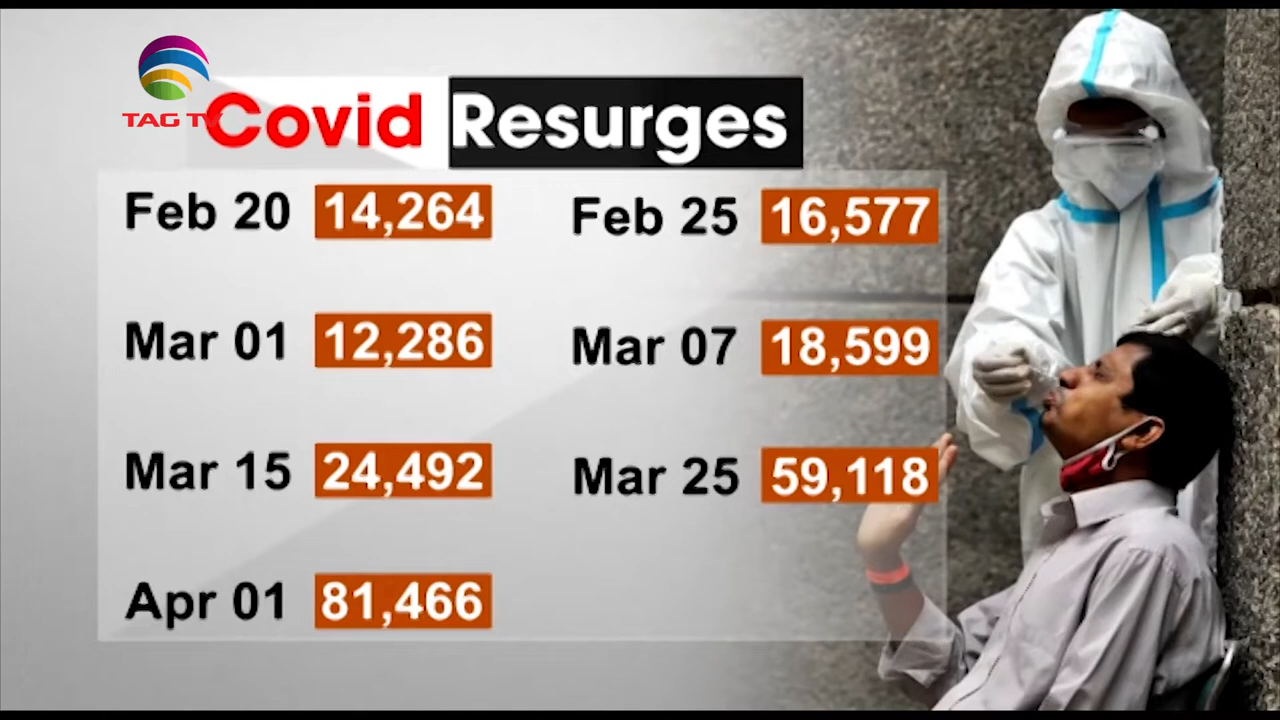 TAG TV
Covid Resurges
Feb 20 14,264 Feb 25 16,577
Mar 01 12,286 Mar 07 18,599
Mar 15 24,492 Mar 25 59,118
Apr 01 81,466